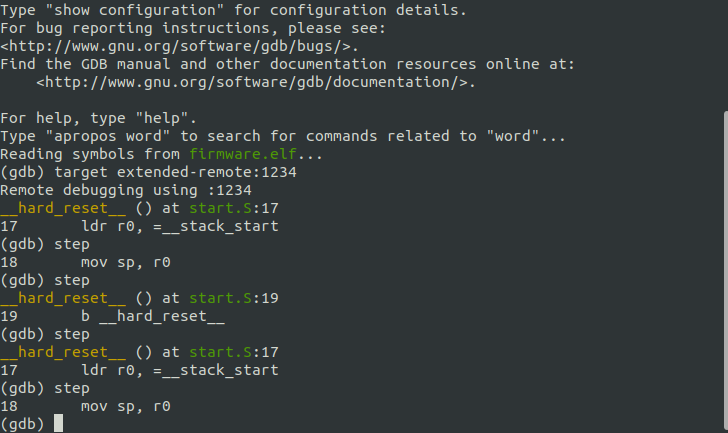 Type "show configuration" for configuration details.
For bug reporting instructions, please see:
<http://www.gnu.org/software/gdb/bugs/>.
Find the GDB manual and other documentation resources online at:
    <http://www.gnu.org/software/gdb/documentation/>.

For help, type "help".
Type "apropos word" to search for commands related to "word"...
Reading symbols from firmware.elf...
(gdb) target extended-remote:1234
Remote debugging using :1234
__hard_reset__ () at start.S:17
17       ldr r0, =__stack_start
(gdb) step
18       mov sp, r0
(gdb) step
__hard_reset__ () at start.S:19
19       b __hard_reset__
(gdb) step
__hard_reset__ () at start.S:17
17       ldr r0, =__stack_start
(gdb) step
18       mov sp, r0
(gdb)